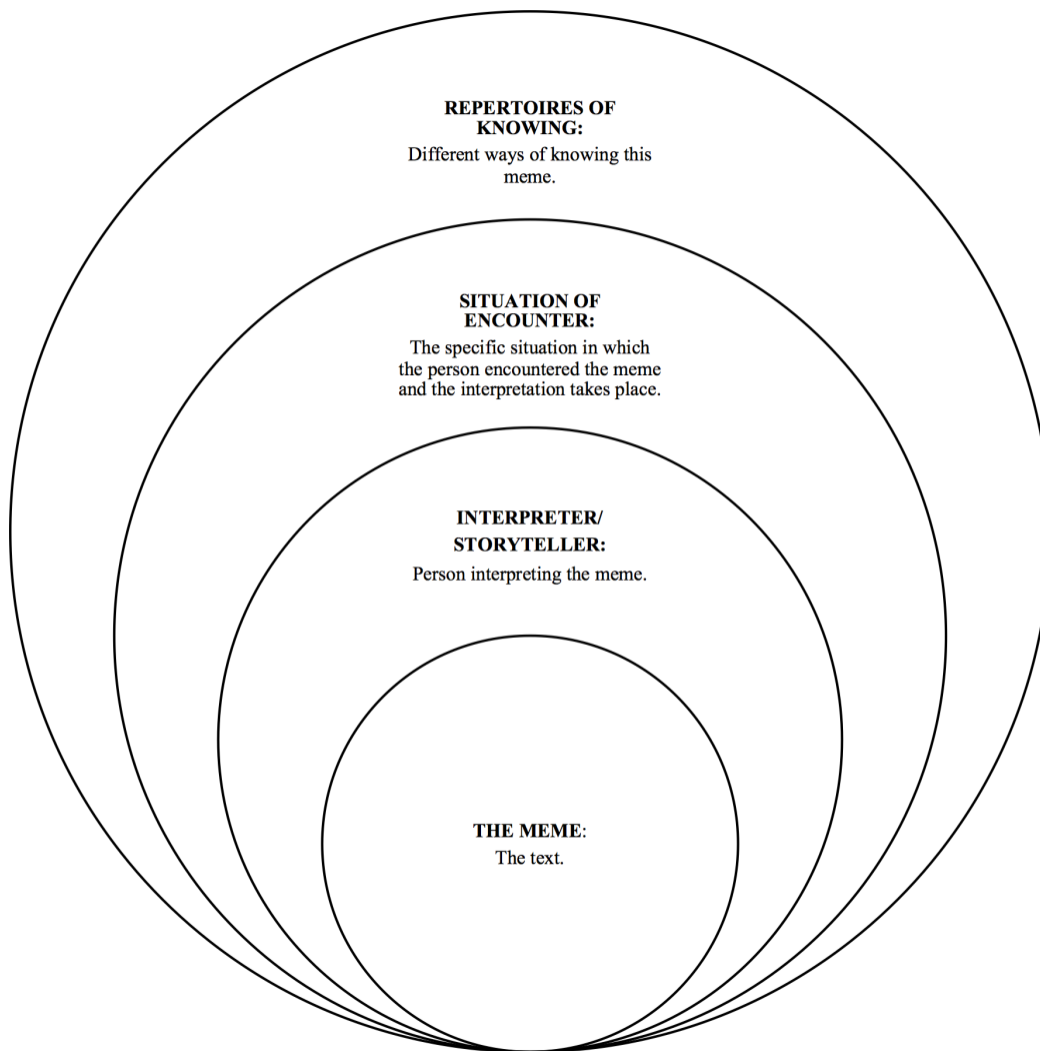 REPERTOIRES OF
KNOWING:
Different ways of knowing this
meme.
SITUATION OF
ENCOUNTER:
The specific situation in which
the person encountered the meme
and the interpretation takes place.
INTERPRETER/
STORYTELLER:
Person interpreting the meme.
THE MEME:
The text.